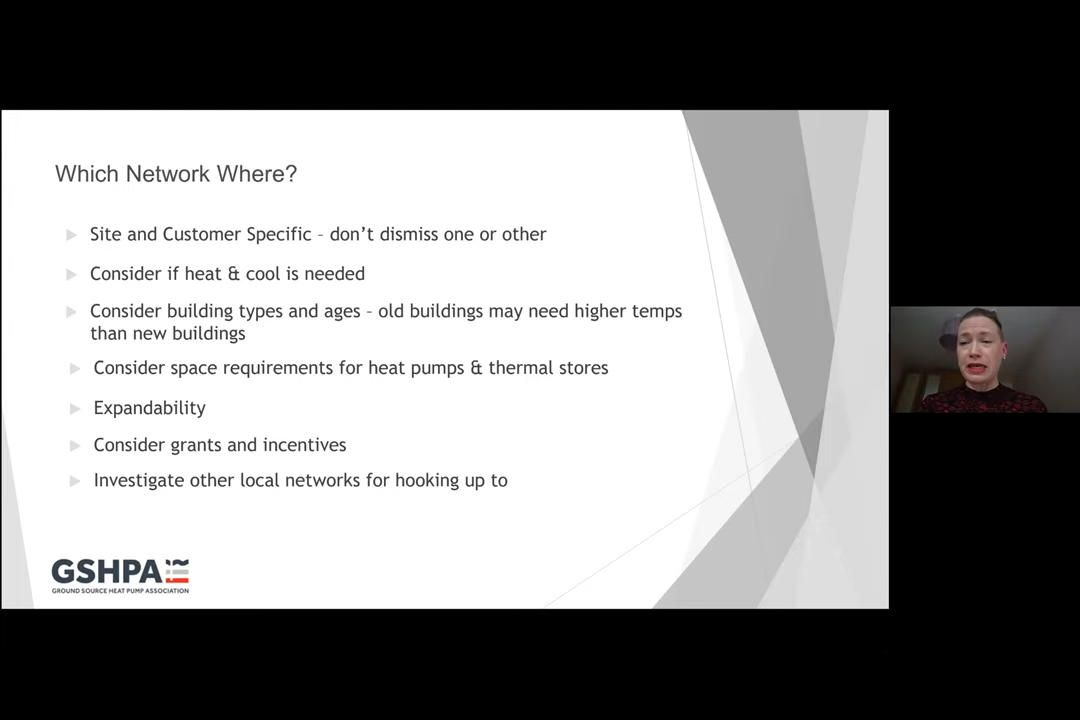 Which Network Where?
Site and Customer Specific – don't dismiss one or other
Consider if heat & cool is needed
Consider building types and ages – old buildings may need higher temps
than new buildings
Consider space requirements for heat pumps & thermal stores
Expandability
Consider grants and incentives
Investigate other local networks for hooking up to
GSHPA
GROUND SOURCE HEAT PUMP ASSOCIATION